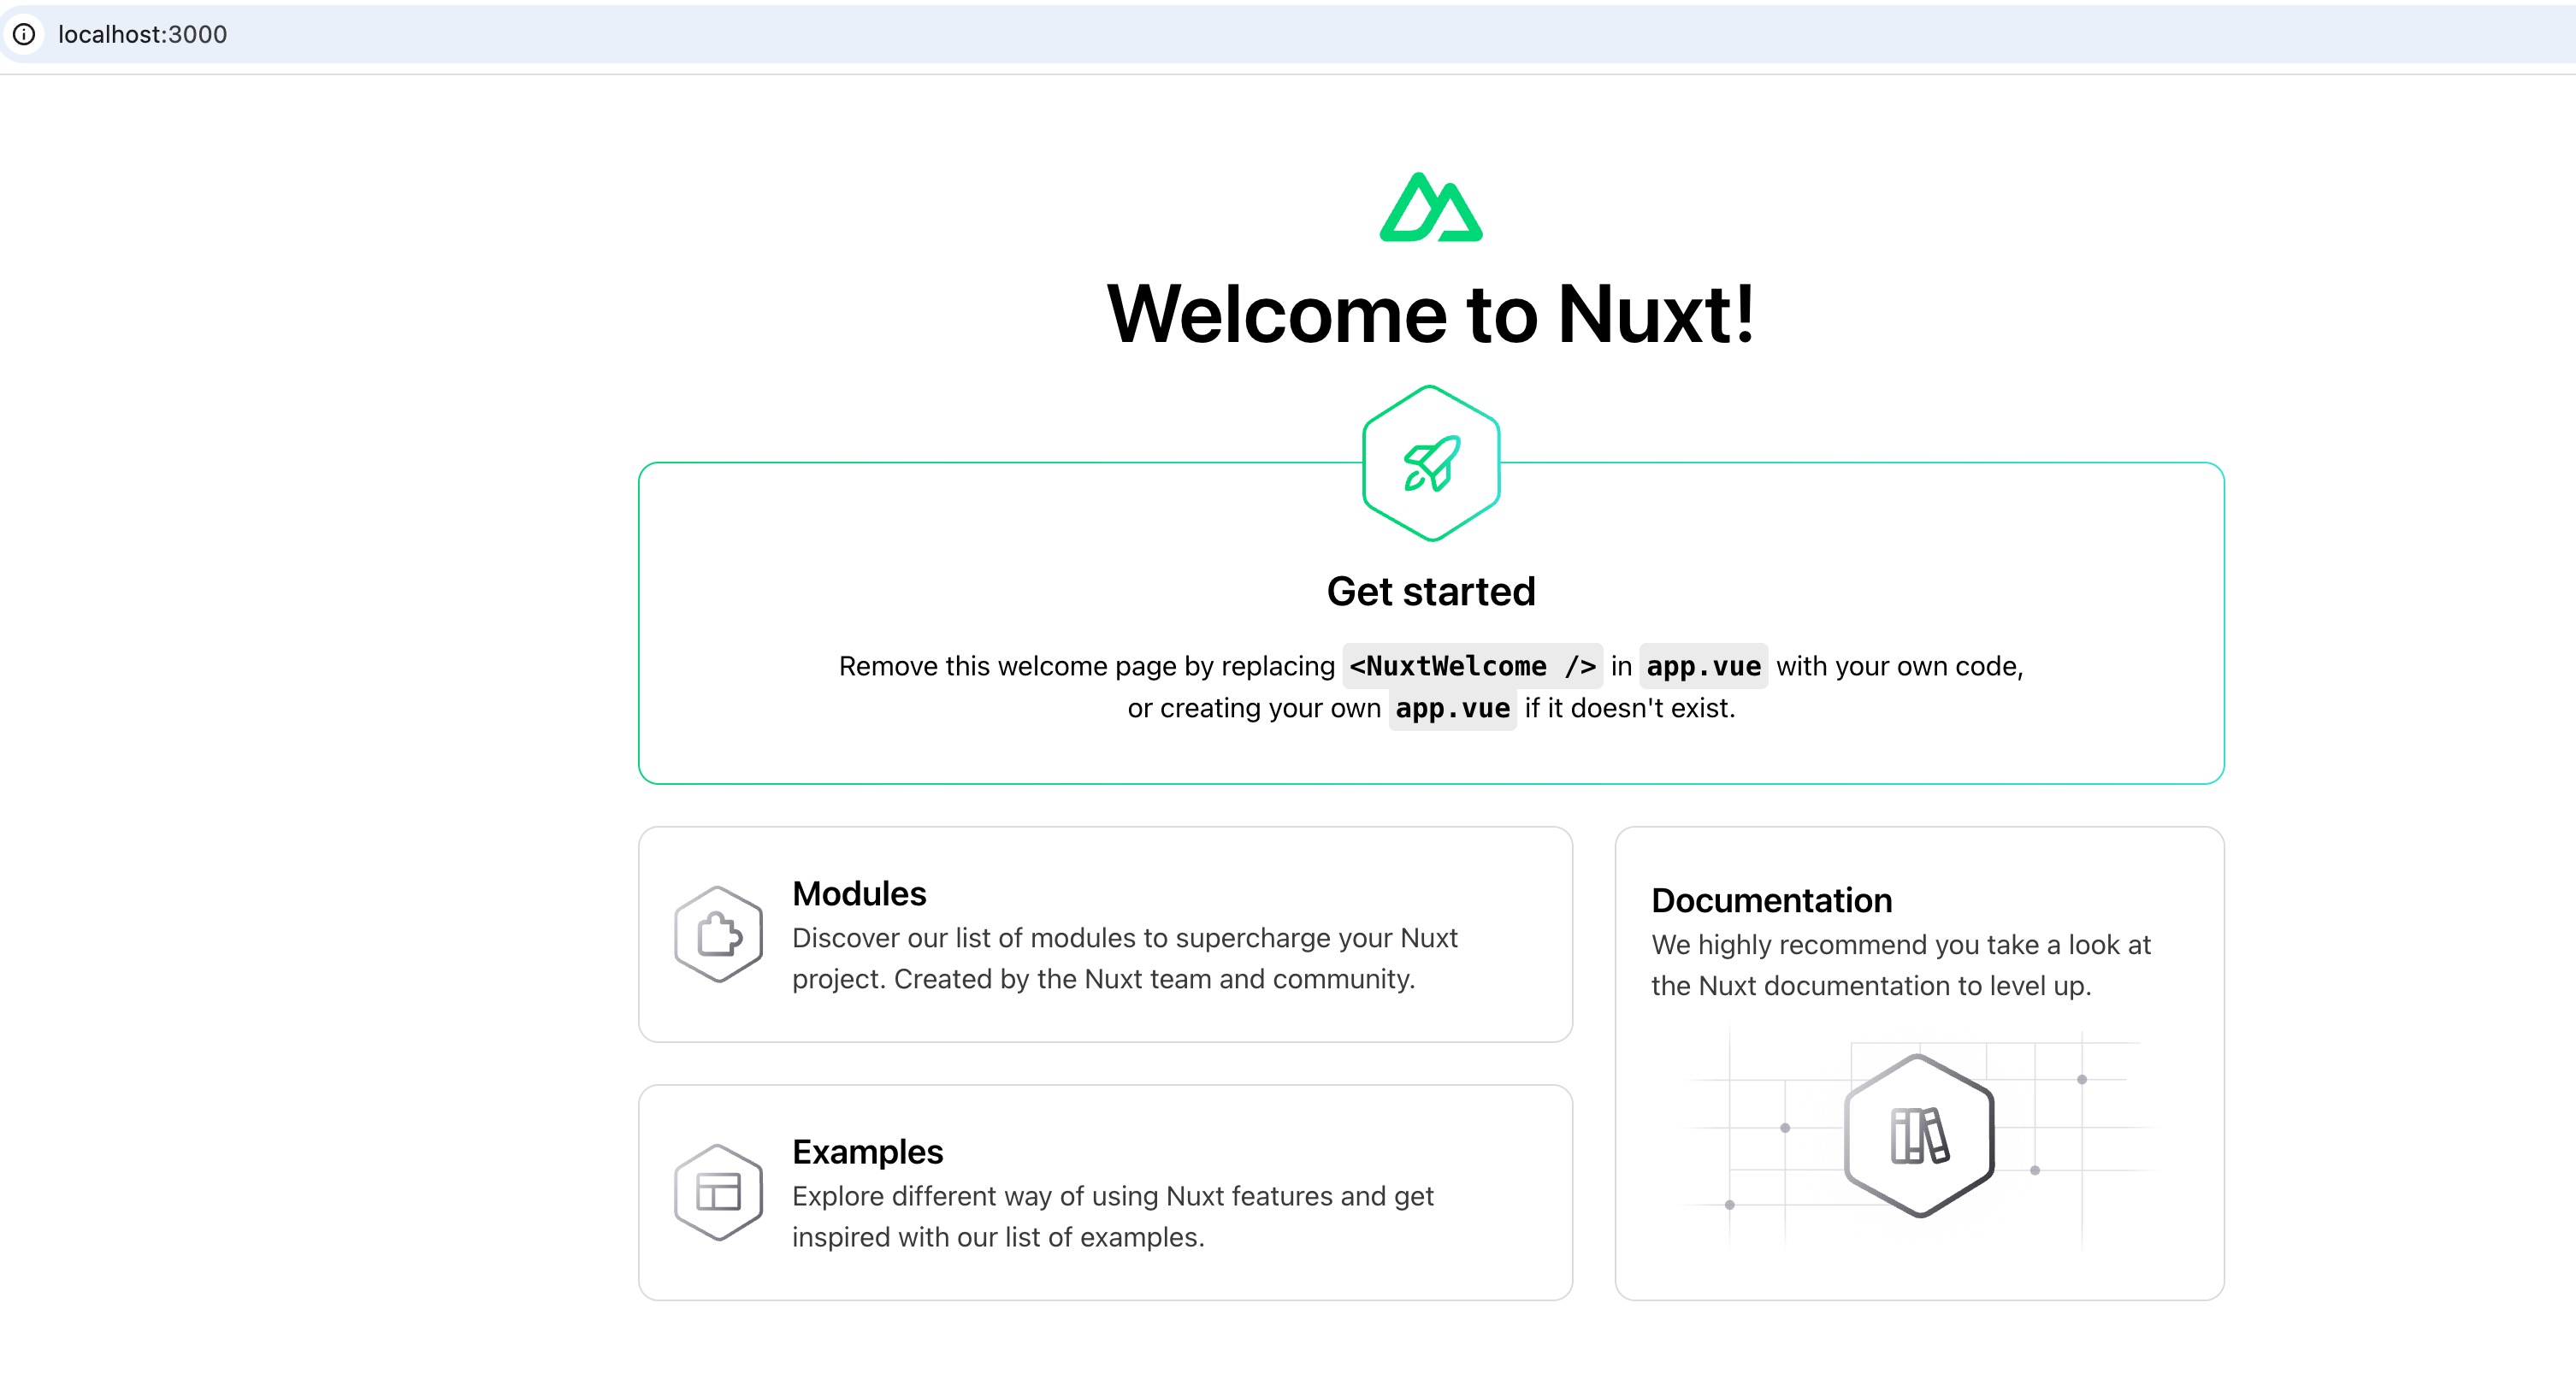 localhost:3000
Welcome to Nuxt!
Get started
Remove this welcome page by replacing <NuxtWelcome /> in app.vue with your own code,
or creating your own app.vue if it doesn't exist.
Modules
Discover our list of modules to supercharge your Nuxt
project. Created by the Nuxt team and community.
Documentation
We highly recommend you take a look at
the Nuxt documentation to level up.
Examples
Explore different way of using Nuxt features and get
inspired with our list of examples.